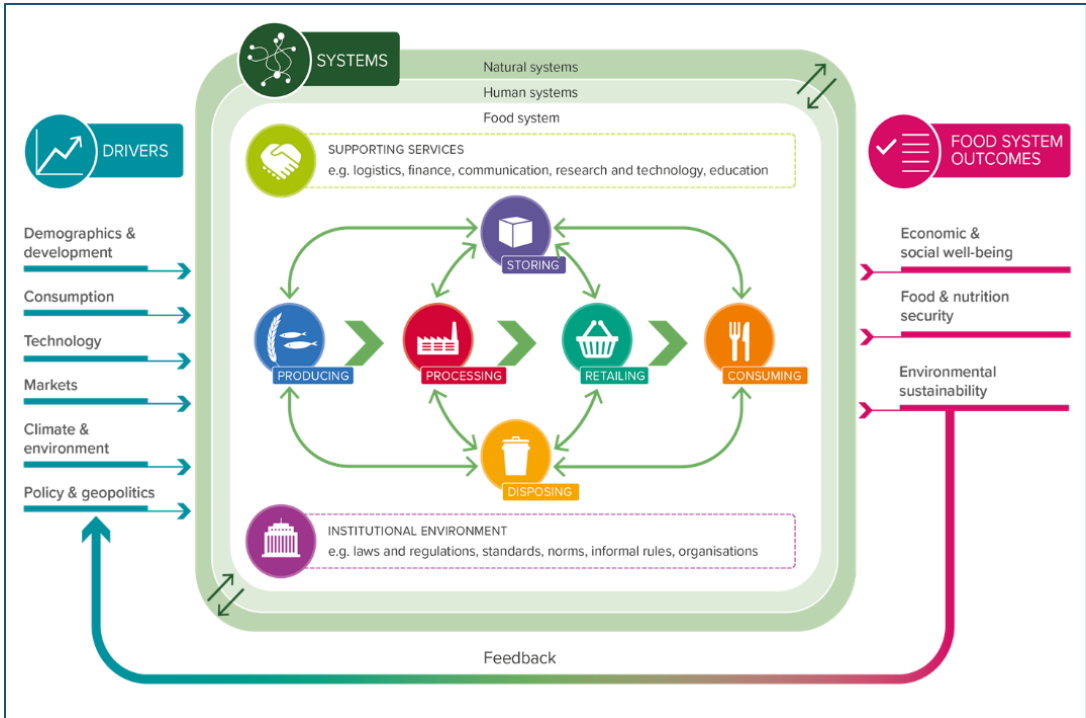 SYSTEMS
Natural systems
Human systems
Food system
DRIVERS
Demographics &
development
Consumption
Technology
Markets
Climate &
environment
Policy & geopolitics
SUPPORTING SERVICES
e.g. logistics, finance, communication, research and technology, education
STORING
PRODUCING
PROCESSING
RETAILING
CONSUMING
DISPOSING
INSTITUTIONAL ENVIRONMENT
e.g. laws and regulations, standards, norms, informal rules, organisations
FOOD SYSTEM
OUTCOMES
Economic &
social well-being
Food & nutrition
security
Environmental
sustainability
Feedback